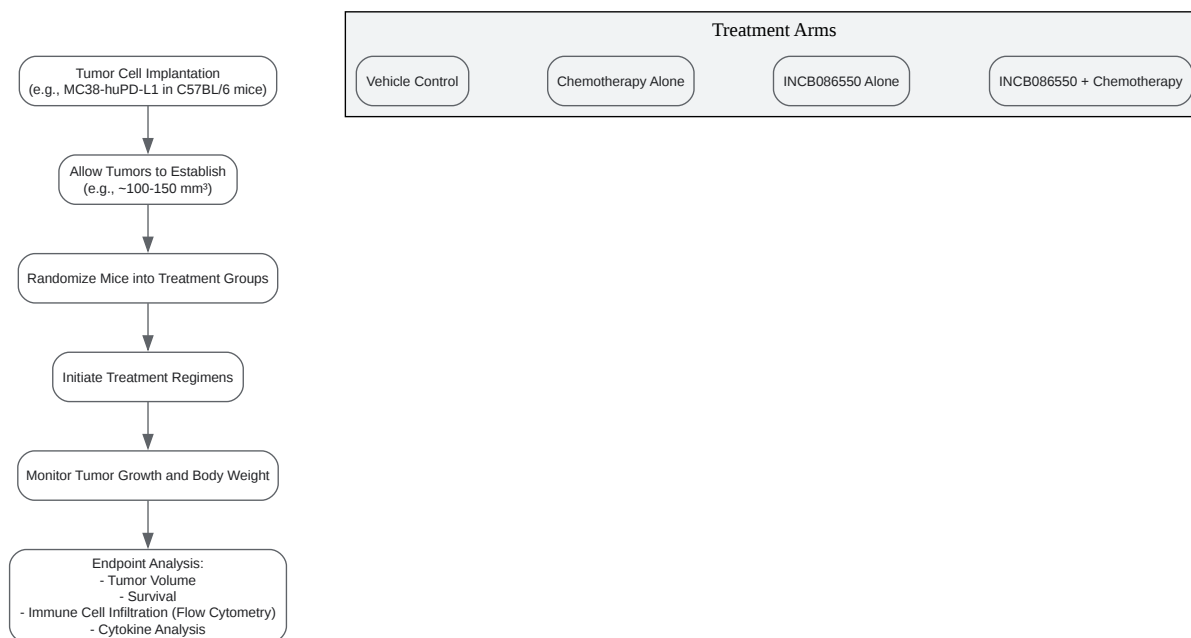 Treatment Arms
Tumor Cell Implantation
(e.g., MC38-huPD-L1 in C57BL/6 mice)
Vehicle Control
Chemotherapy Alone
INCB086550 Alone
INCB086550 + Chemotherapy
Allow Tumors to Establish
(e.g., ~100-150 mm³)
Randomize Mice into Treatment Groups
Initiate Treatment Regimens
Monitor Tumor Growth and Body Weight
Endpoint Analysis:
- Tumor Volume
- Survival
- Immune Cell Infiltration (Flow Cytometry)
- Cytokine Analysis